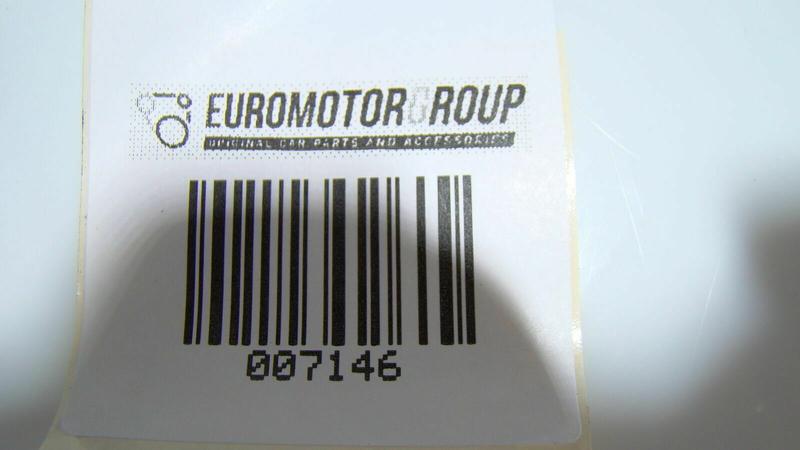 EUROMOTORGROUP
ORIGINAL CAR PARTS AND ACCESSORIES
007146